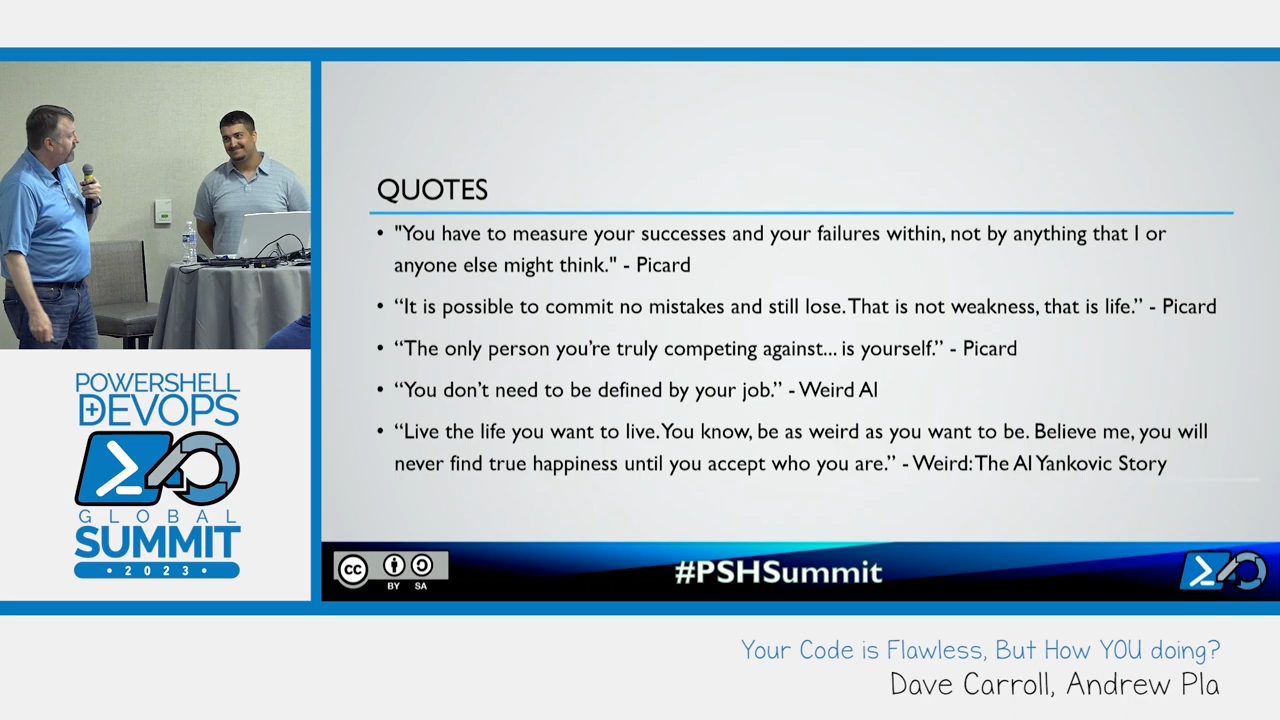 QUOTES
• "You have to measure your successes and your failures within, not by anything that I or
anyone else might think." - Picard
• “It is possible to commit no mistakes and still lose. That is not weakness, that is life.” - Picard
• “The only person you’re truly competing against... is yourself.” - Picard
• “You don’t need to be defined by your job.” - Weird Al
• “Live the life you want to live. You know, be as weird as you want to be. Believe me, you will
never find true happiness until you accept who you are.” - Weird: The Al Yankovic Story
POWERSHELL
+DEVOPS
GLOBAL
SUMMIT
• 2023 •
cc
BY SA
#PSHSummit
Your Code is Flawless, But How YOU doing?
Dave Carroll, Andrew Pla